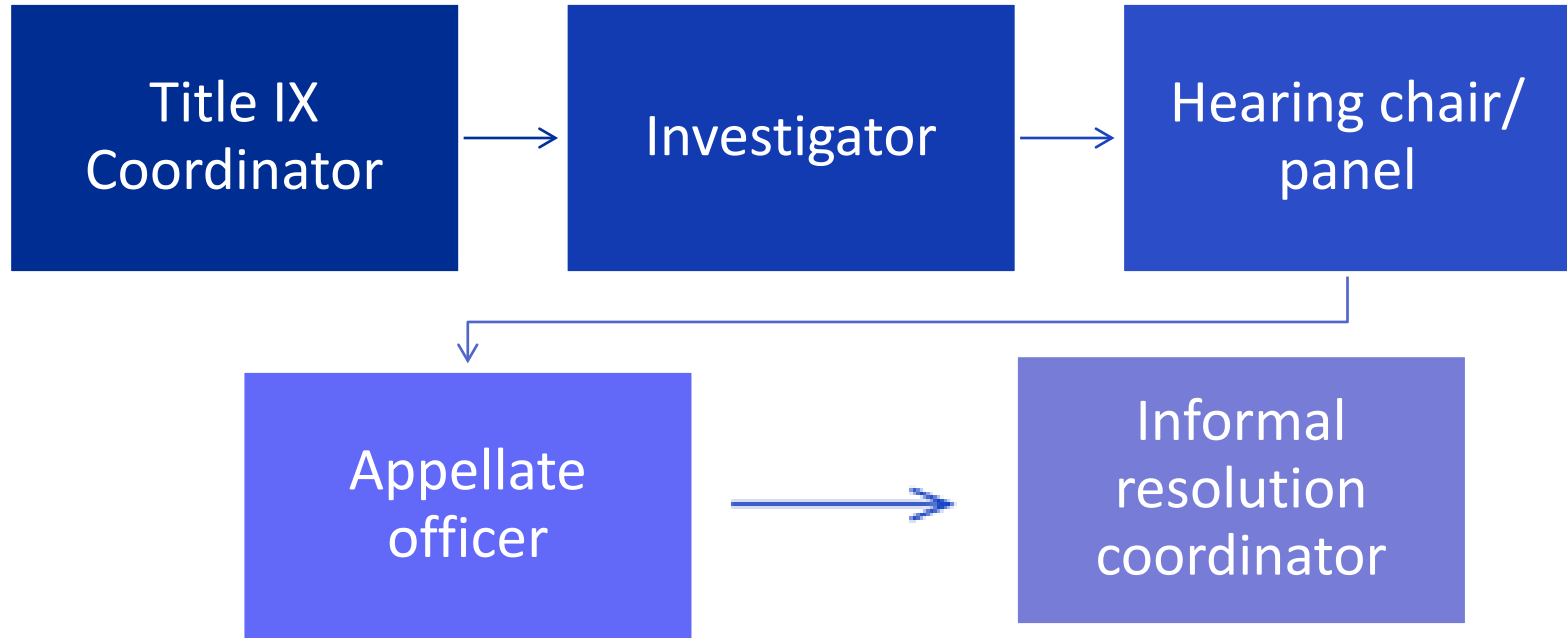 Title IX
Coordinator
Investigator
Hearing chair/
panel
Appellate
officer
Informal
resolution
coordinator